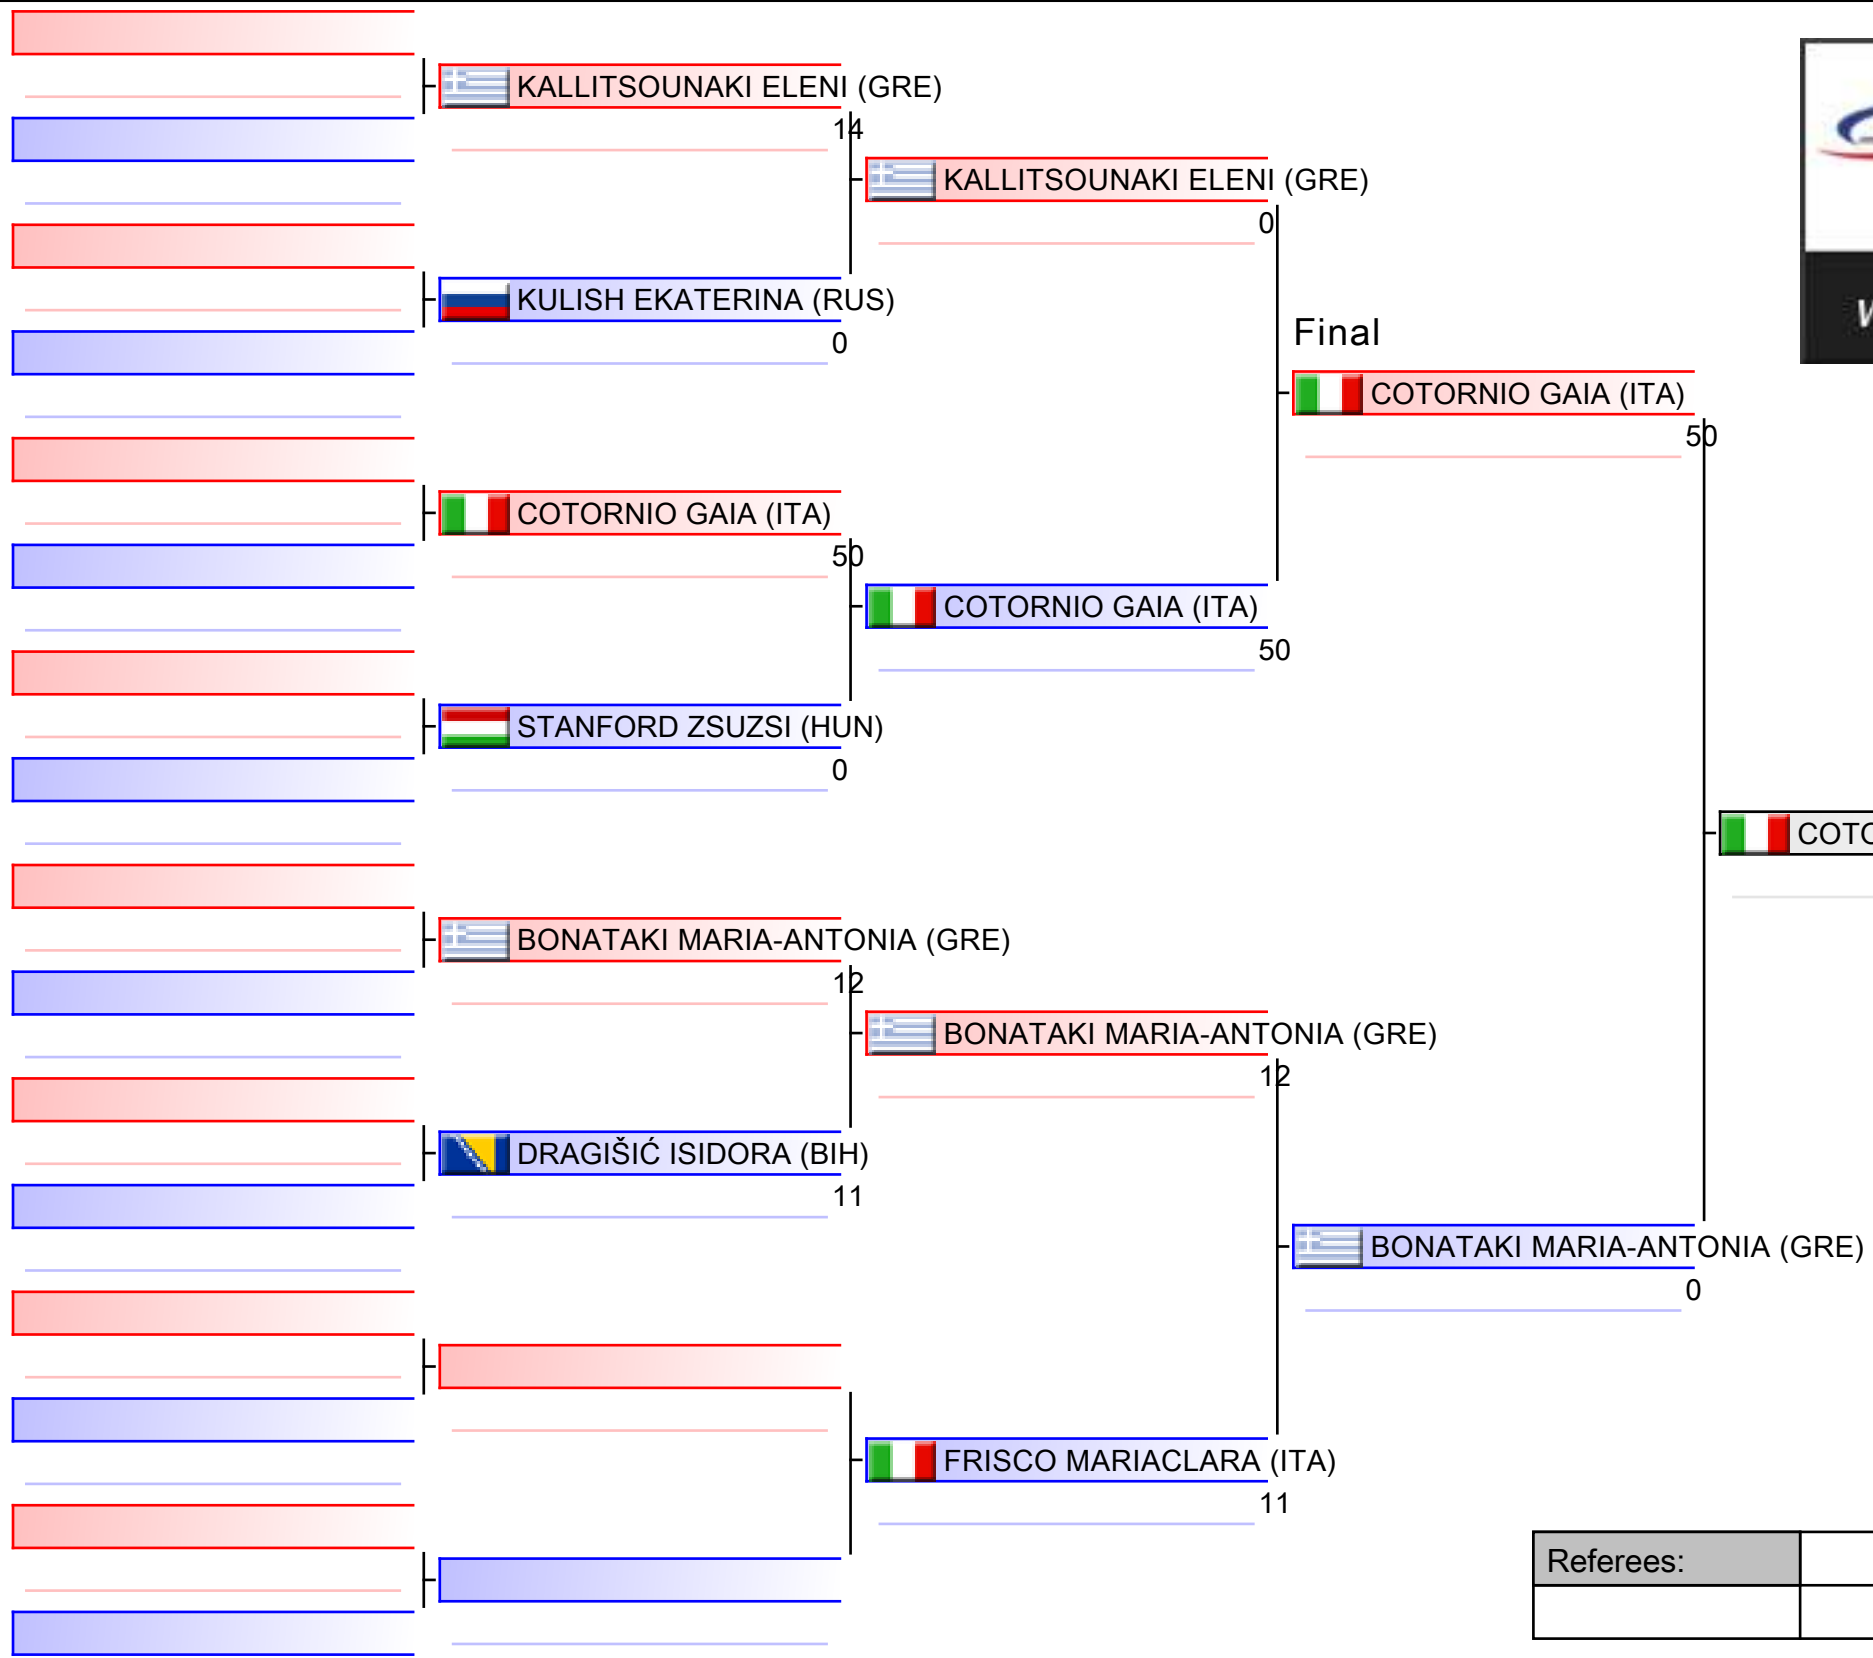 KALLITSOUNAKI ELENI (GRE)
14
KALLITSOUNAKI ELENI (GRE)
0
KULISH EKATERINA (RUS)
0
Final
COTORNIO GAIA (ITA)
50
COTORNIO GAIA (ITA)
50
COTORNIO GAIA (ITA)
50
STANFORD ZSUZSI (HUN)
0
COTO
BONATAKI MARIA-ANTONIA (GRE)
12
BONATAKI MARIA-ANTONIA (GRE)
12
DRAGIŠIĆ ISIDORA (BIH)
11
BONATAKI MARIA-ANTONIA (GRE)
0
FRISCO MARIACLARA (ITA)
11
Referees: